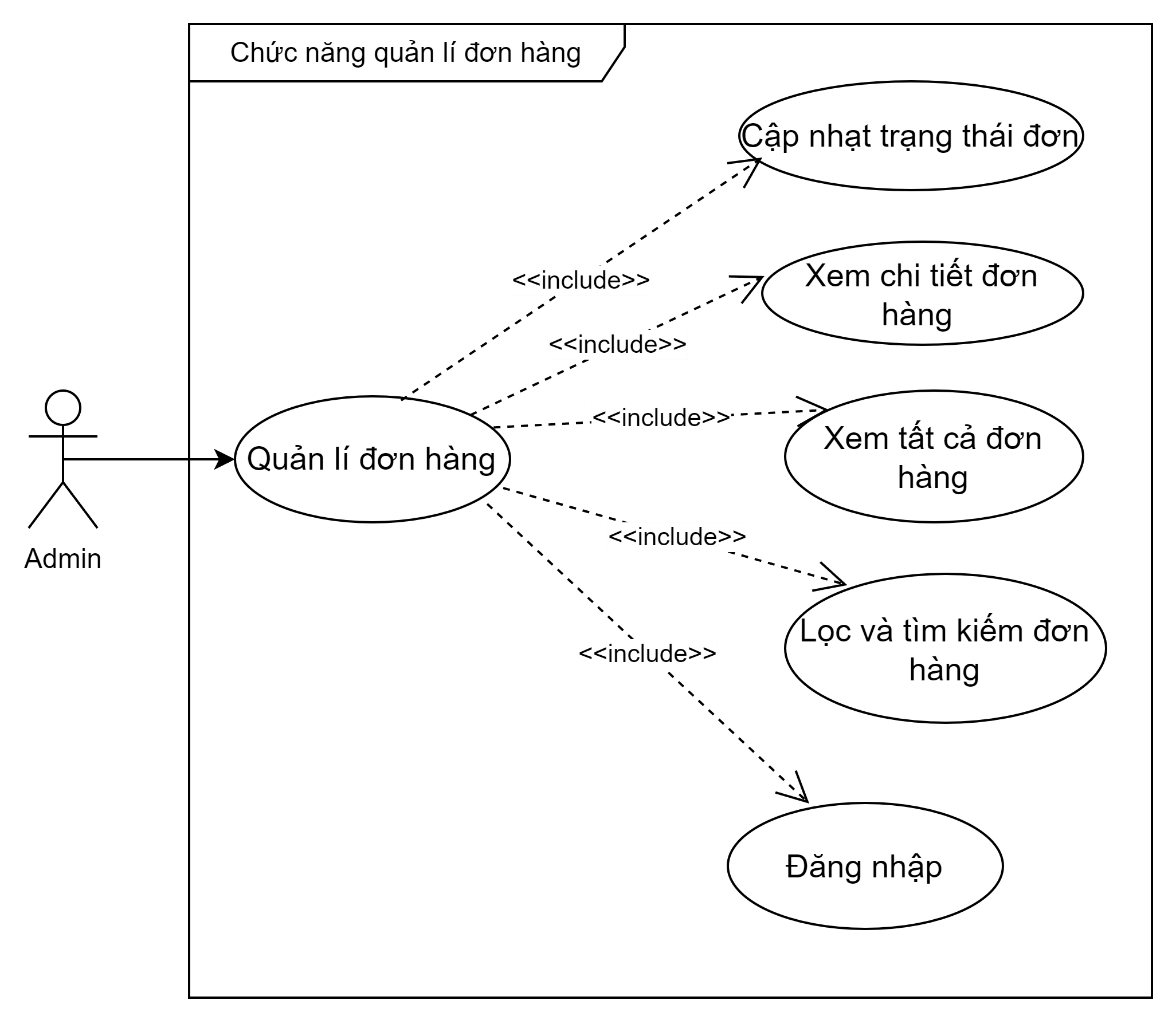 Chức năng quản lí đơn hàng
Cập nhạt trạng thái đơn
<<include>>
Xem chi tiết đơn
hàng
<<include>>
<<include>>
Xem tất cả đơn
hàng
Quản lí đơn hàng
Admin
<<include>>
Lọc và tìm kiếm đơn
hàng
<<include>>
Đăng nhập